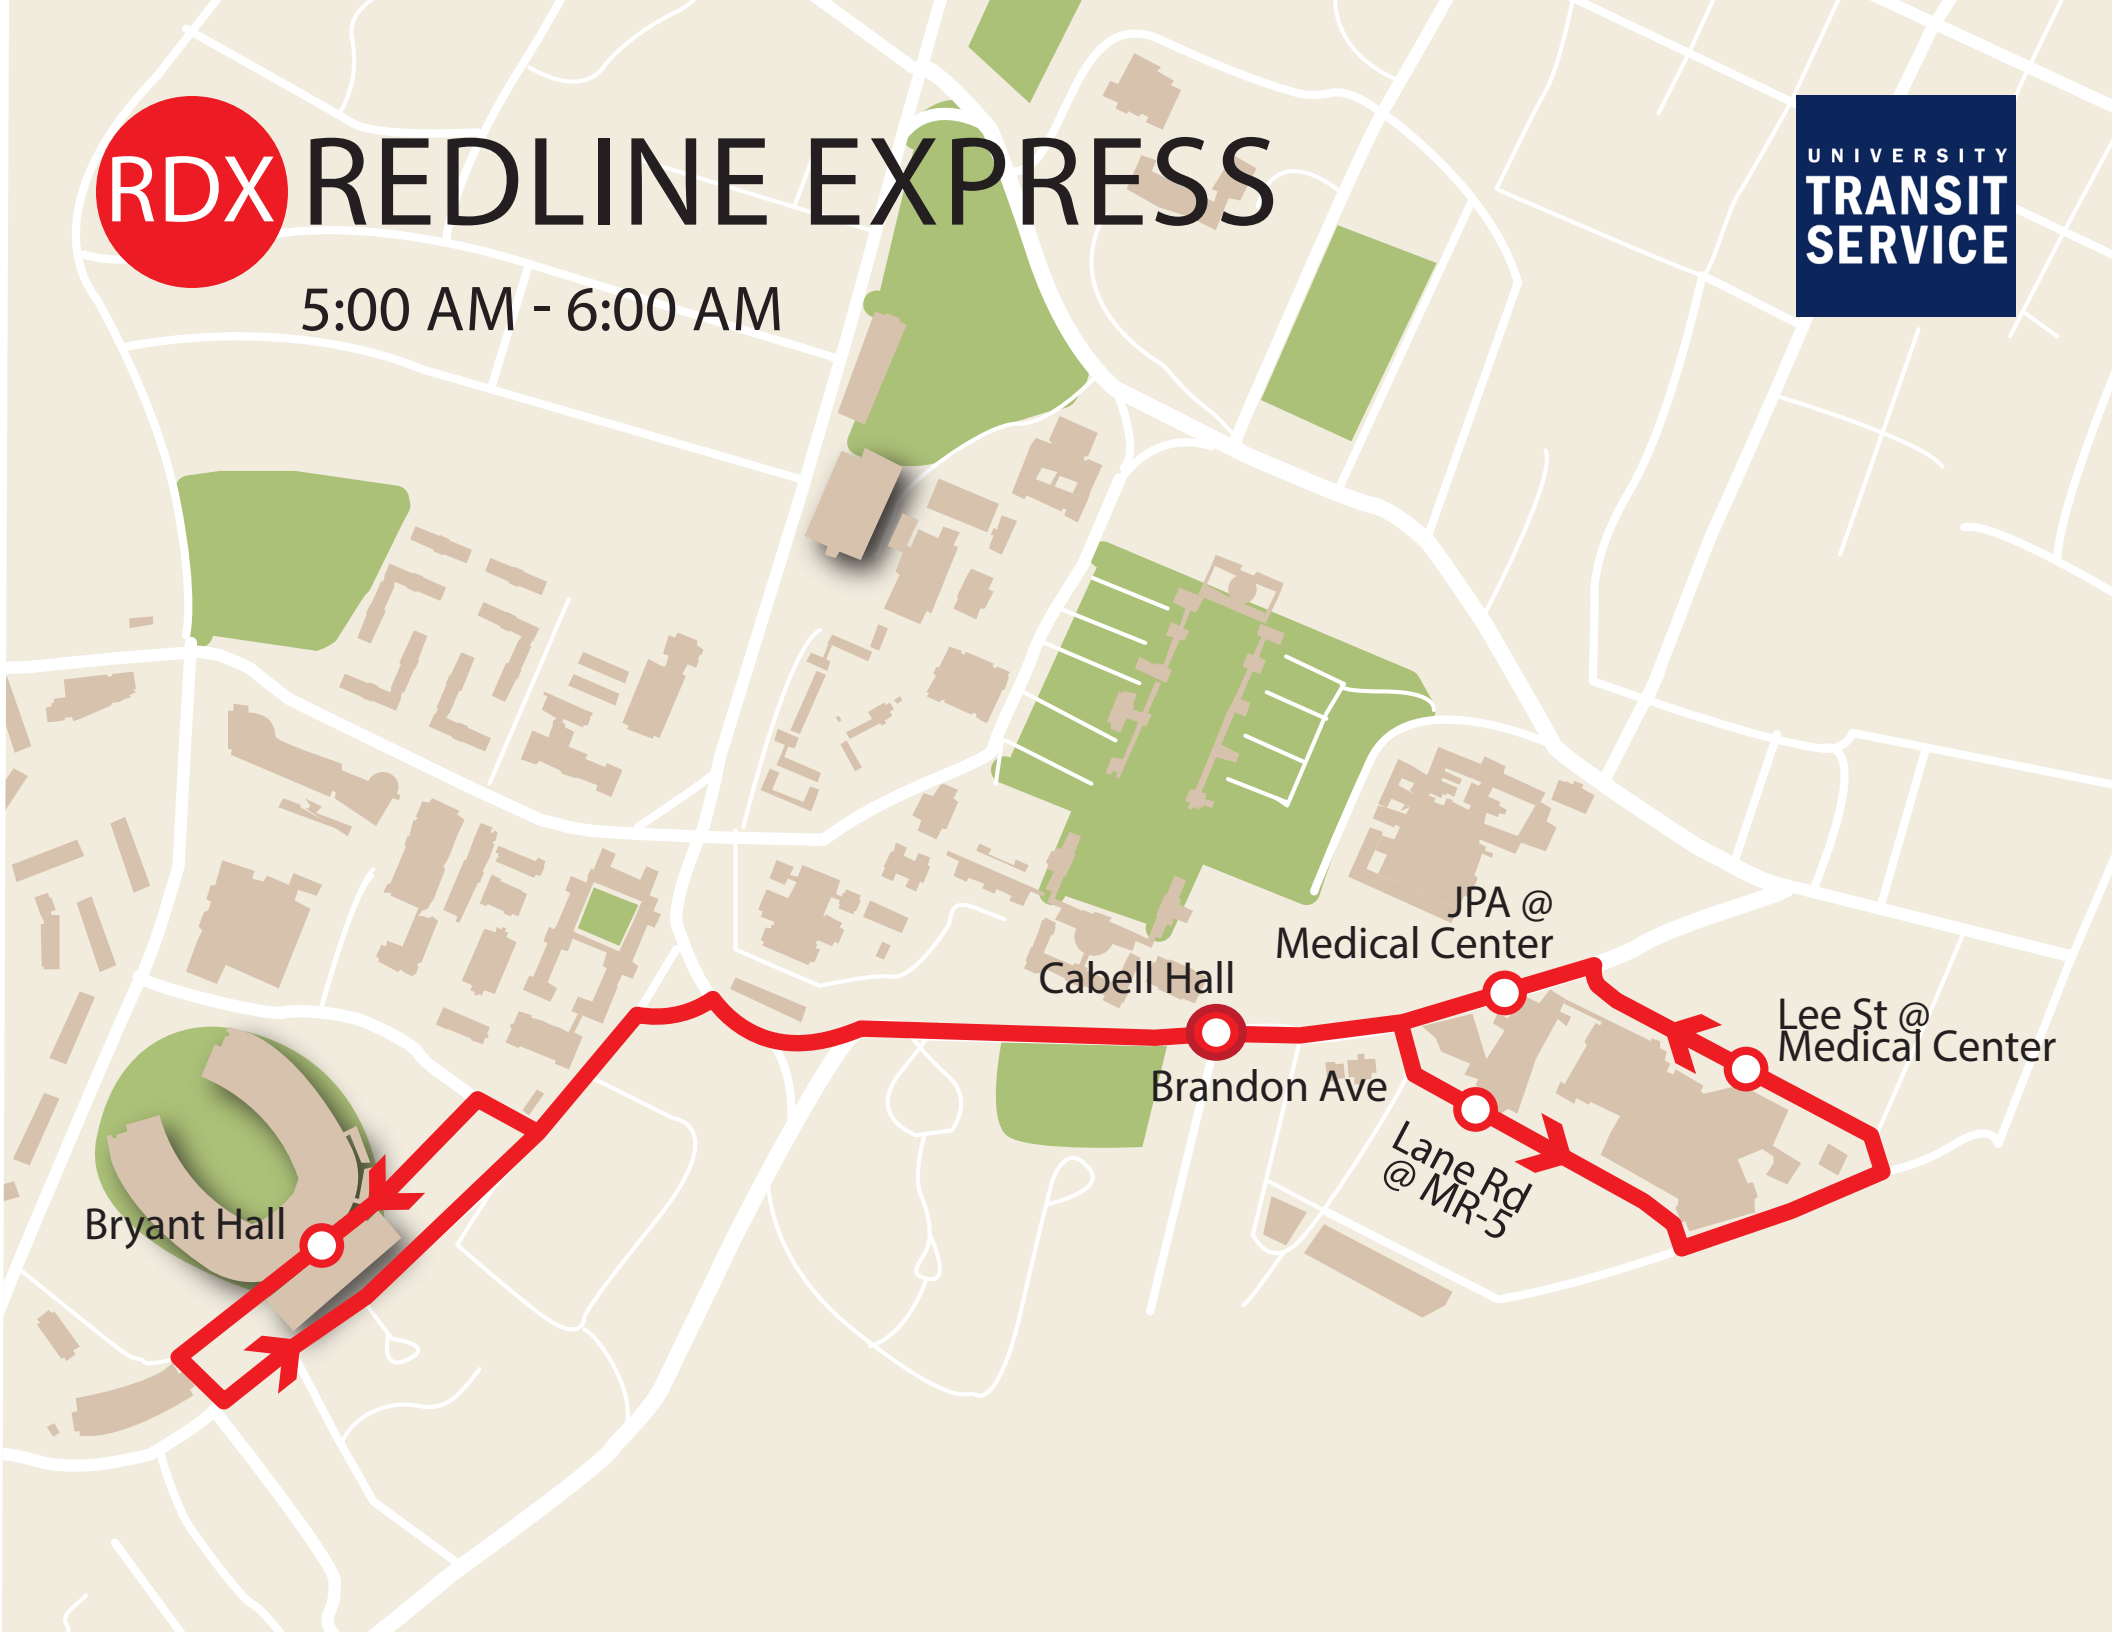 RDX
REDLINE EXPRESS
5:00 AM - 6:00 AM
UNIVERSITY
TRANSIT
SERVICE
JPA @
Medical Center
Cabell Hall
Lee St @
Medical Center
Brandon Ave
Lane Rd
@ MR-5
Bryant Hall